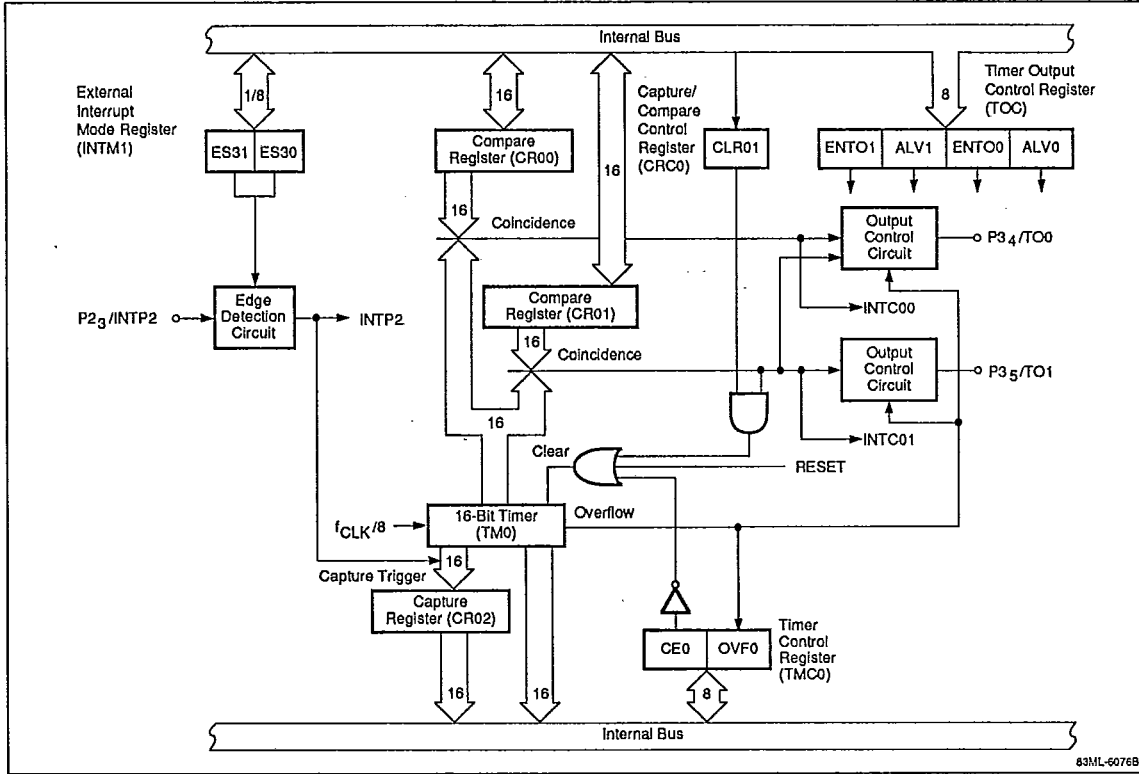 Internal Bus
External
Interrupt
Mode Register
(INTM1)
1/8
ES31 ES30
16
Compare
Register (CR00)
16
Capture/
Compare
Control
Register
(CRC0)
CLR01
8
Timer Output
Control Register
(TOC)
ENTO1 ALV1 ENTO0 ALV0
16
Coincidence
Output
Control
Circuit
P34/TO0
INTC00
P23/INTP2
Edge
Detection
Circuit
INTP2
Compare
Register (CR01)
16
Coincidence
Output
Control
Circuit
P35/TO1
INTC01
16
Clear
RESET
fCLK/8
16-Bit Timer
(TM0)
Overflow
Capture Trigger
16
Capture
Register (CR02)
CE0 OVF0
Timer
Control
Register
(TMC0)
16
16
8
Internal Bus
83ML-6076B